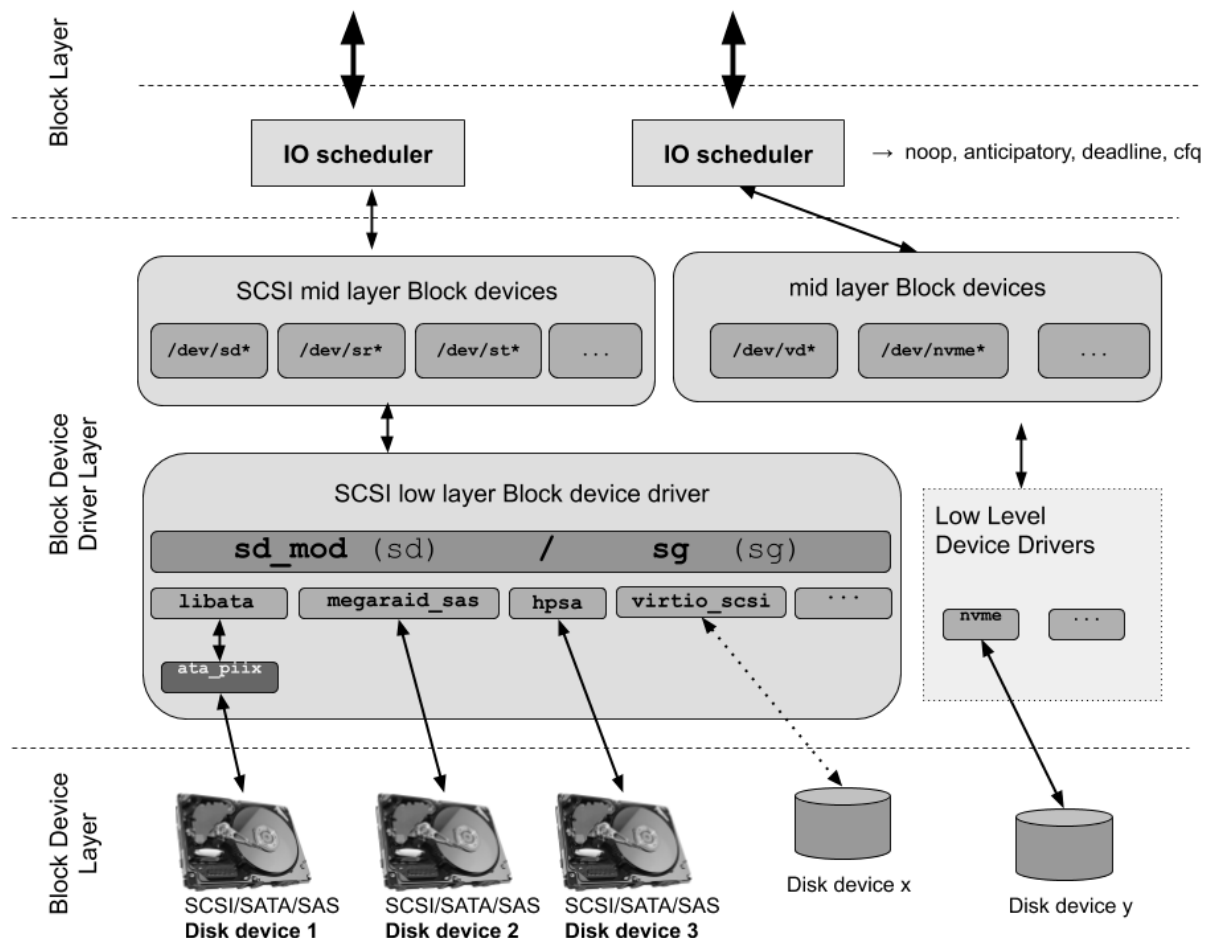 Block Layer
IO scheduler
IO scheduler
→ noop, anticipatory, deadline, cfq
Block Device
Driver Layer
SCSI mid layer Block devices
/dev/sd*
/dev/sr*
/dev/st*
...
mid layer Block devices
/dev/vd*
/dev/nvme*
...
SCSI low layer Block device driver
sd_mod (sd) / sg (sg)
libata
megaraid_sas
hpsa
virtio_scsi
...
ata_piix
Low Level
Device Drivers
nvme
...
Block Device
Layer
SCSI/SATA/SAS
Disk device 1
SCSI/SATA/SAS
Disk device 2
SCSI/SATA/SAS
Disk device 3
Disk device x
Disk device y